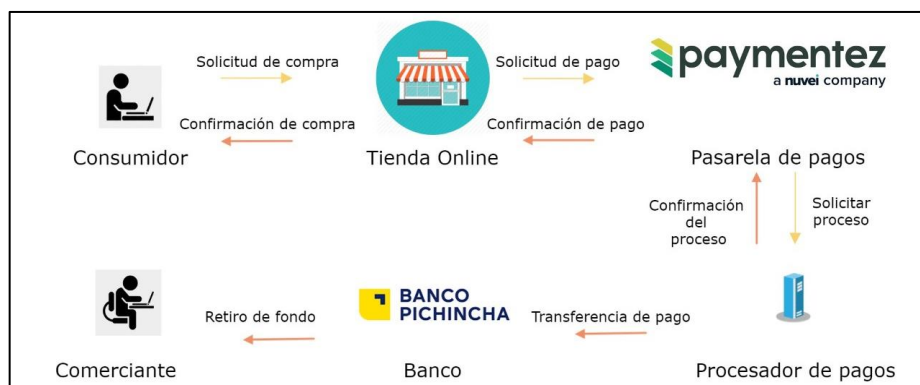 Solicitud de compra
Solicitud de pago
paymentez
a nuvei company
Confirmación de compra
Confirmación de pago
Consumidor
Tienda Online
Pasarela de pagos
Confirmación
del
proceso
Solicitar
proceso
BANCO
PICHINCHA
Retiro de fondo
Transferencia de pago
Comerciante
Banco
Procesador de pagos